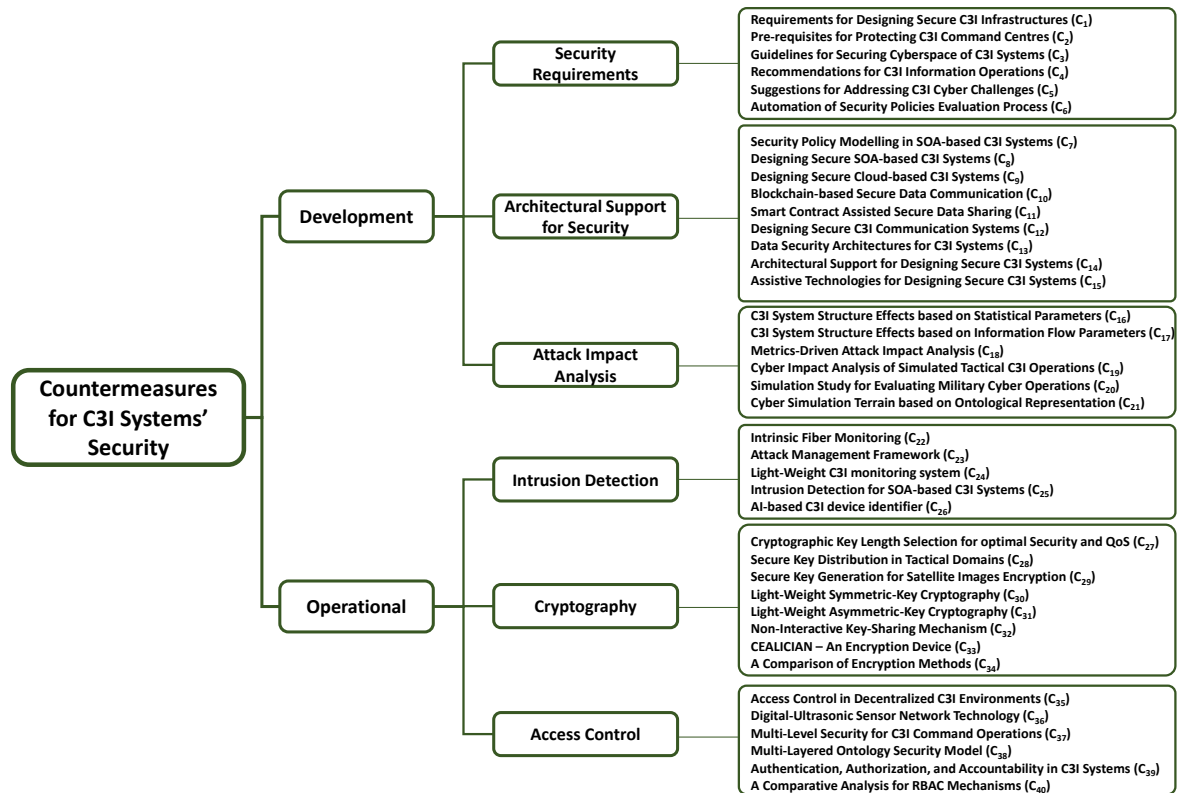 Countermeasures
for C3I Systems'
Security
Development
Security
Requirements
Requirements for Designing Secure C3I Infrastructures (C₁)
Pre-requisites for Protecting C3I Command Centres (C₂)
Guidelines for Securing Cyberspace of C3I Systems (C₃)
Recommendations for C3I Information Operations (C₄)
Suggestions for Addressing C3I Cyber Challenges (C₅)
Automation of Security Policies Evaluation Process (C₆)
Architectural Support
for Security
Security Policy Modelling in SOA-based C3I Systems (C₇)
Designing Secure SOA-based C3I Systems (C₈)
Designing Secure Cloud-based C3I Systems (C₉)
Blockchain-based Secure Data Communication (C₁₀)
Smart Contract Assisted Secure Data Sharing (C₁₁)
Designing Secure C3I Communication Systems (C₁₂)
Data Security Architectures for C3I Systems (C₁₃)
Architectural Support for Designing Secure C3I Systems (C₁₄)
Assistive Technologies for Designing Secure C3I Systems (C₁₅)
Attack Impact
Analysis
C3I System Structure Effects based on Statistical Parameters (C₁₆)
C3I System Structure Effects based on Information Flow Parameters (C₁₇)
Metrics-Driven Attack Impact Analysis (C₁₈)
Cyber Impact Analysis of Simulated Tactical C3I Operations (C₁₉)
Simulation Study for Evaluating Military Cyber Operations (C₂₀)
Cyber Simulation Terrain based on Ontological Representation (C₂₁)
Operational
Intrusion Detection
Intrinsic Fiber Monitoring (C₂₂)
Attack Management Framework (C₂₃)
Light-Weight C3I monitoring system (C₂₄)
Intrusion Detection for SOA-based C3I Systems (C₂₅)
AI-based C3I device identifier (C₂₆)
Cryptography
Cryptographic Key Length Selection for optimal Security and QoS (C₂₇)
Secure Key Distribution in Tactical Domains (C₂₈)
Secure Key Generation for Satellite Images Encryption (C₂₉)
Light-Weight Symmetric-Key Cryptography (C₃₀)
Light-Weight Asymmetric-Key Cryptography (C₃₁)
Non-Interactive Key-Sharing Mechanism (C₃₂)
CEALICIAN – An Encryption Device (C₃₃)
A Comparison of Encryption Methods (C₃₄)
Access Control
Access Control in Decentralized C3I Environments (C₃₅)
Digital-Ultrasonic Sensor Network Technology (C₃₆)
Multi-Level Security for C3I Command Operations (C₃₇)
Multi-Layered Ontology Security Model (C₃₈)
Authentication, Authorization, and Accountability in C3I Systems (C₃₉)
A Comparative Analysis for RBAC Mechanisms (C₄₀)